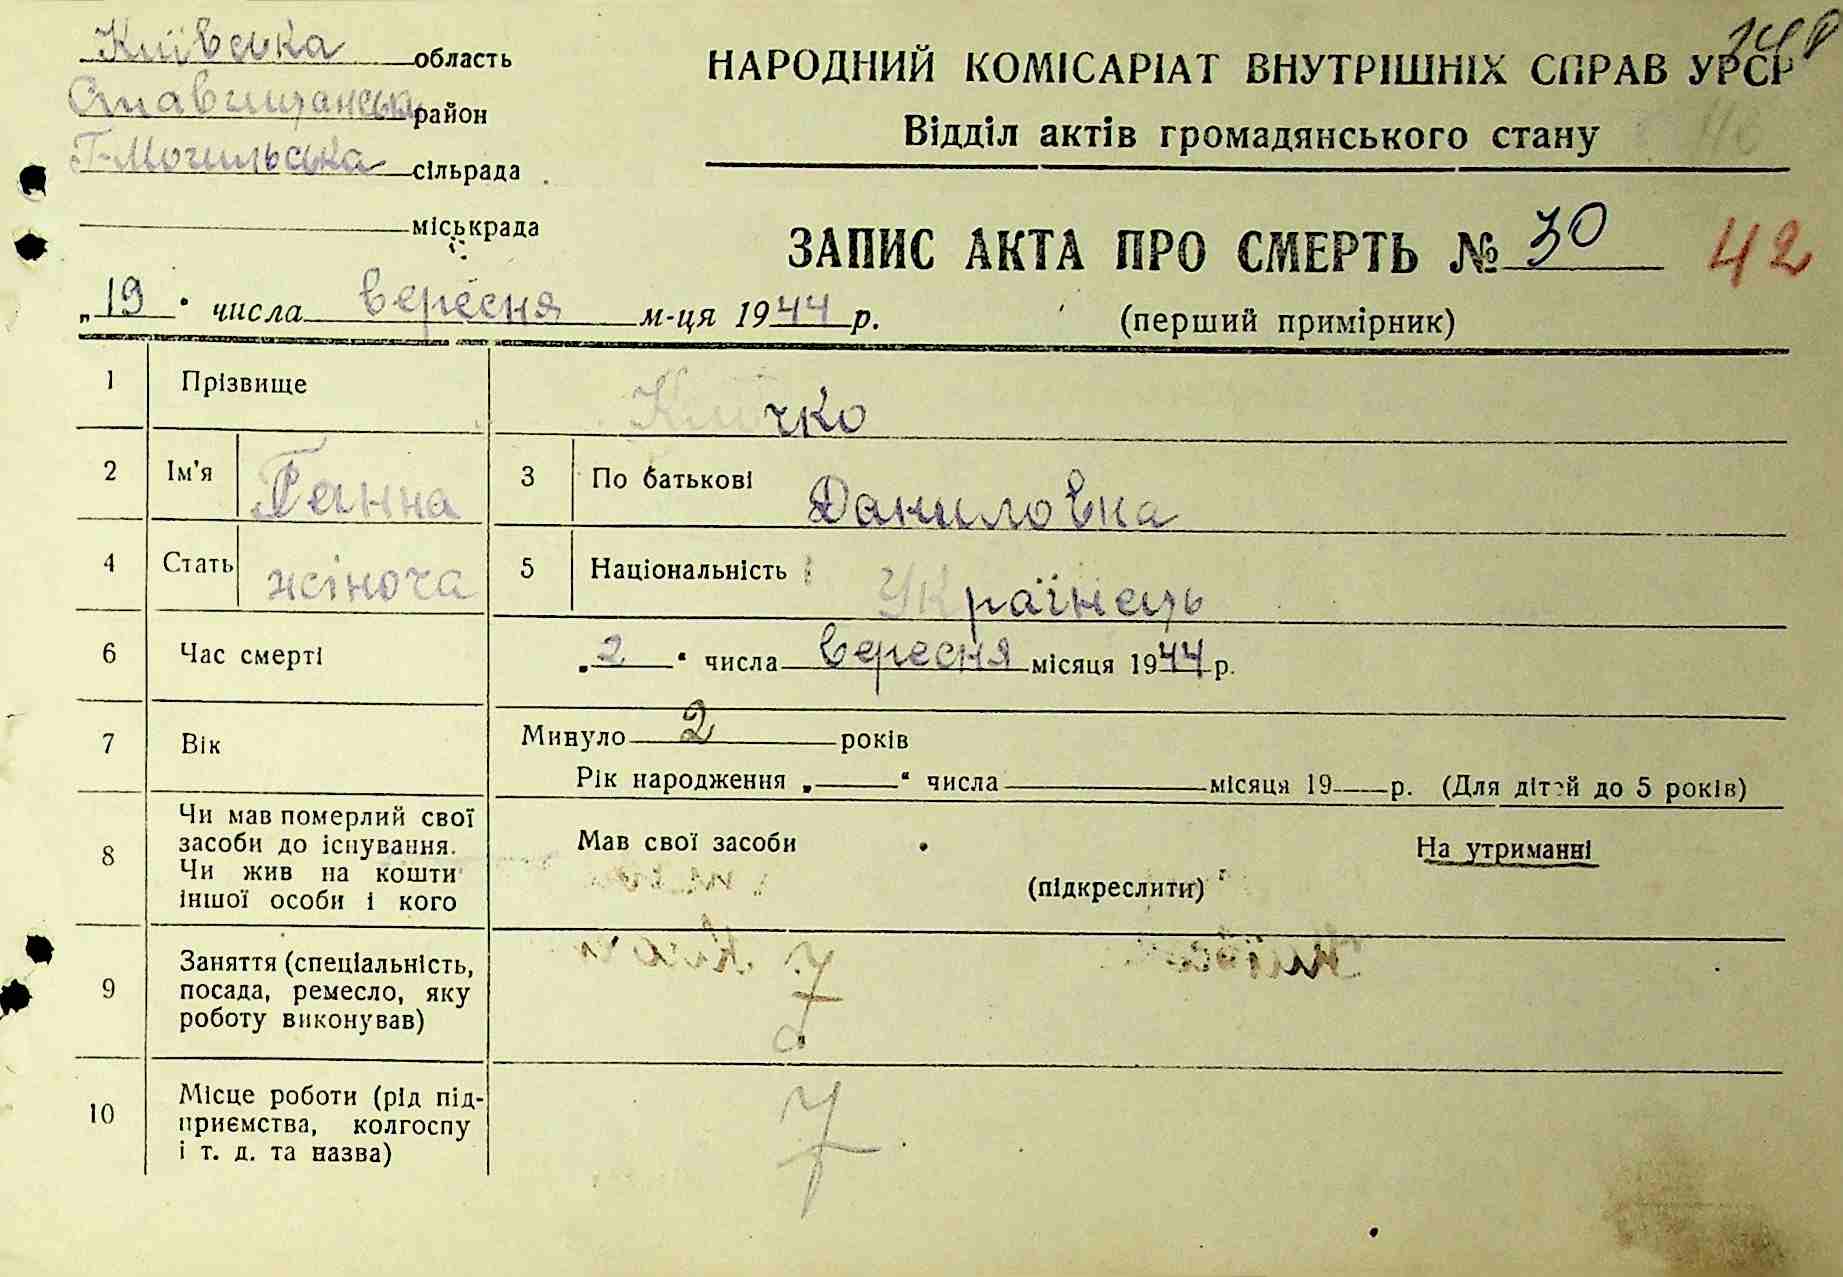 Київська область
Ставищанськ район
Г-Могильська сільрада
міськрада
НАРОДНИЙ КОМІСАРІАТ ВНУТРІШНІХ СПРАВ УРСР
Відділ актів громадянського стану
ЗАПИС АКТА ПРО СМЕРТЬ № 30 42
„19" числа вересня м-ця 1944 р.
(перший примірник)
1 Прізвище Клочко
2 Ім'я Ганна 3 По батькові Даниловна
4 Стать жіноча 5 Національність Українець
6 Час смерті „2" числа вересня місяця 1944 р.
7 Вік Минуло 2 років
Рік народження „ " числа місяця 19 р. (Для дітей до 5 років)
8 Чи мав померлий свої засоби до існування. Чи жив на кошти іншої особи і кого
Мав свої засоби На утриманні
(підкреслити)
9 Заняття (спеціальність, посада, ремесло, яку роботу виконував)
10 Місце роботи (рід підприємства, колгоспу і т. д. та назва)